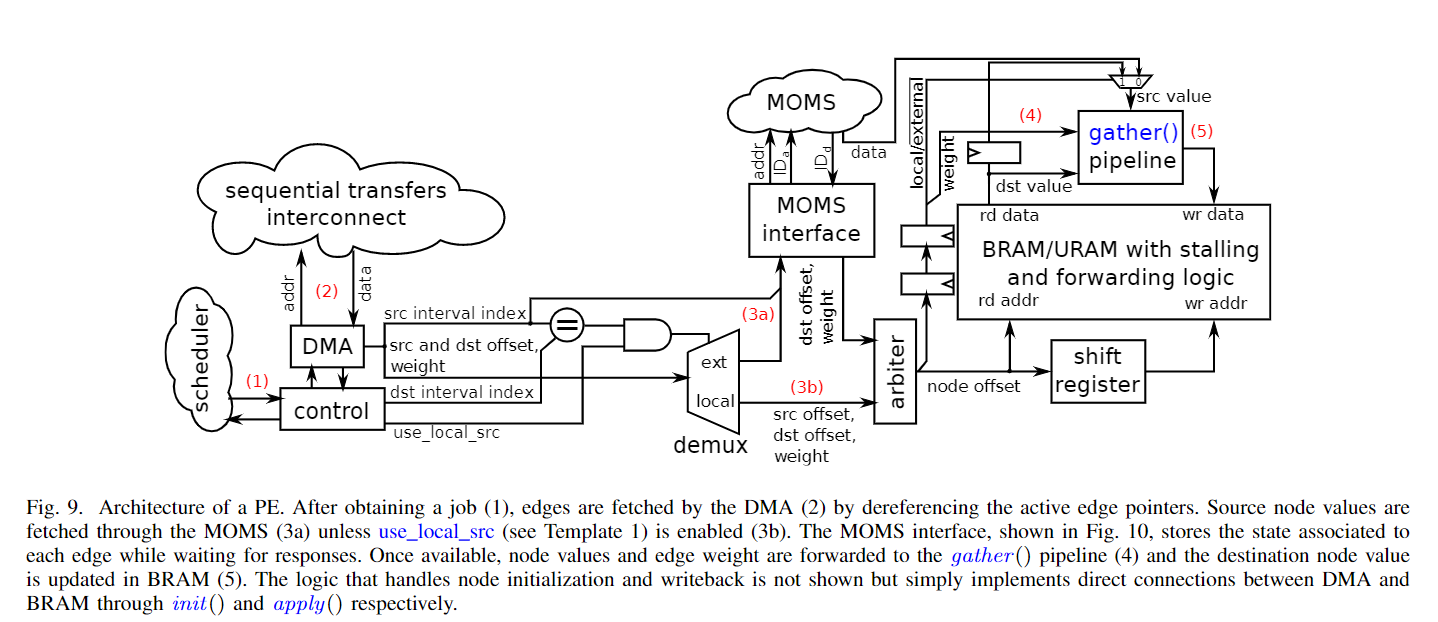 MOMS
addr
ID_a
ID_d
data
local/external
weight
1 0
src value
(4)
gather()
pipeline
(5)
dst value
sequential transfers
interconnect
MOMS
interface
rd data
wr data
BRAM/URAM with stalling
and forwarding logic
rd addr
wr addr
addr
(2)
data
scheduler
(1)
DMA
control
src interval index
src and dst offset,
weight
dst interval index
use_local_src
=
(3a)
dst offset,
weight
ext
local
demux
(3b)
src offset,
dst offset,
weight
arbiter
node offset
shift
register
Fig. 9. Architecture of a PE. After obtaining a job (1), edges are fetched by the DMA (2) by dereferencing the active edge pointers. Source node values are
fetched through the MOMS (3a) unless use_local_src (see Template 1) is enabled (3b). The MOMS interface, shown in Fig. 10, stores the state associated to
each edge while waiting for responses. Once available, node values and edge weight are forwarded to the gather() pipeline (4) and the destination node value
is updated in BRAM (5). The logic that handles node initialization and writeback is not shown but simply implements direct connections between DMA and
BRAM through init() and apply() respectively.